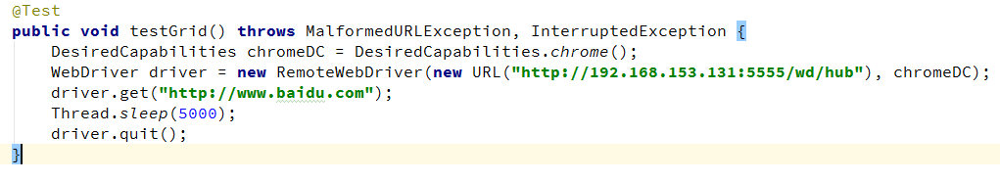 @Test
public void testGrid() throws MalformedURLException, InterruptedException {
    DesiredCapabilities chromeDC = DesiredCapabilities.chrome();
    WebDriver driver = new RemoteWebDriver(new URL("http://192.168.153.131:5555/wd/hub"), chromeDC);
    driver.get("http://www.baidu.com");
    Thread.sleep(5000);
    driver.quit();
}